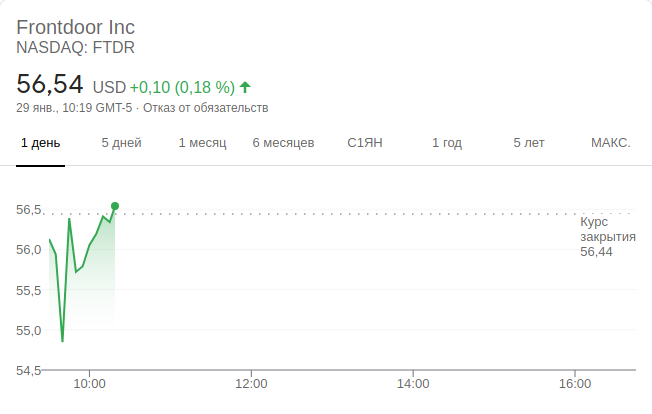 Frontdoor Inc
NASDAQ: FTDR
56,54 USD +0,10 (0,18 %)
29 янв., 10:19 GMT-5 · Отказ от обязательств
1 день 5 дней 1 месяц 6 месяцев С1ЯН 1 год 5 лет МАКС.
56,5
56,0
55,5
55,0
54,5
Курс
закрытия
56,44
10:00 12:00 14:00 16:00